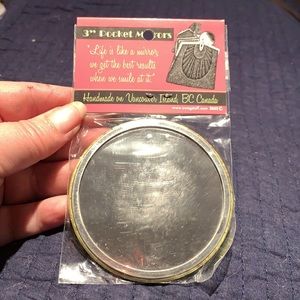 3" Pocket Mirrors
"Life is like a mirror
we get the best results
when we smile at it."
Handmade on Vancouver Island, BC Canada